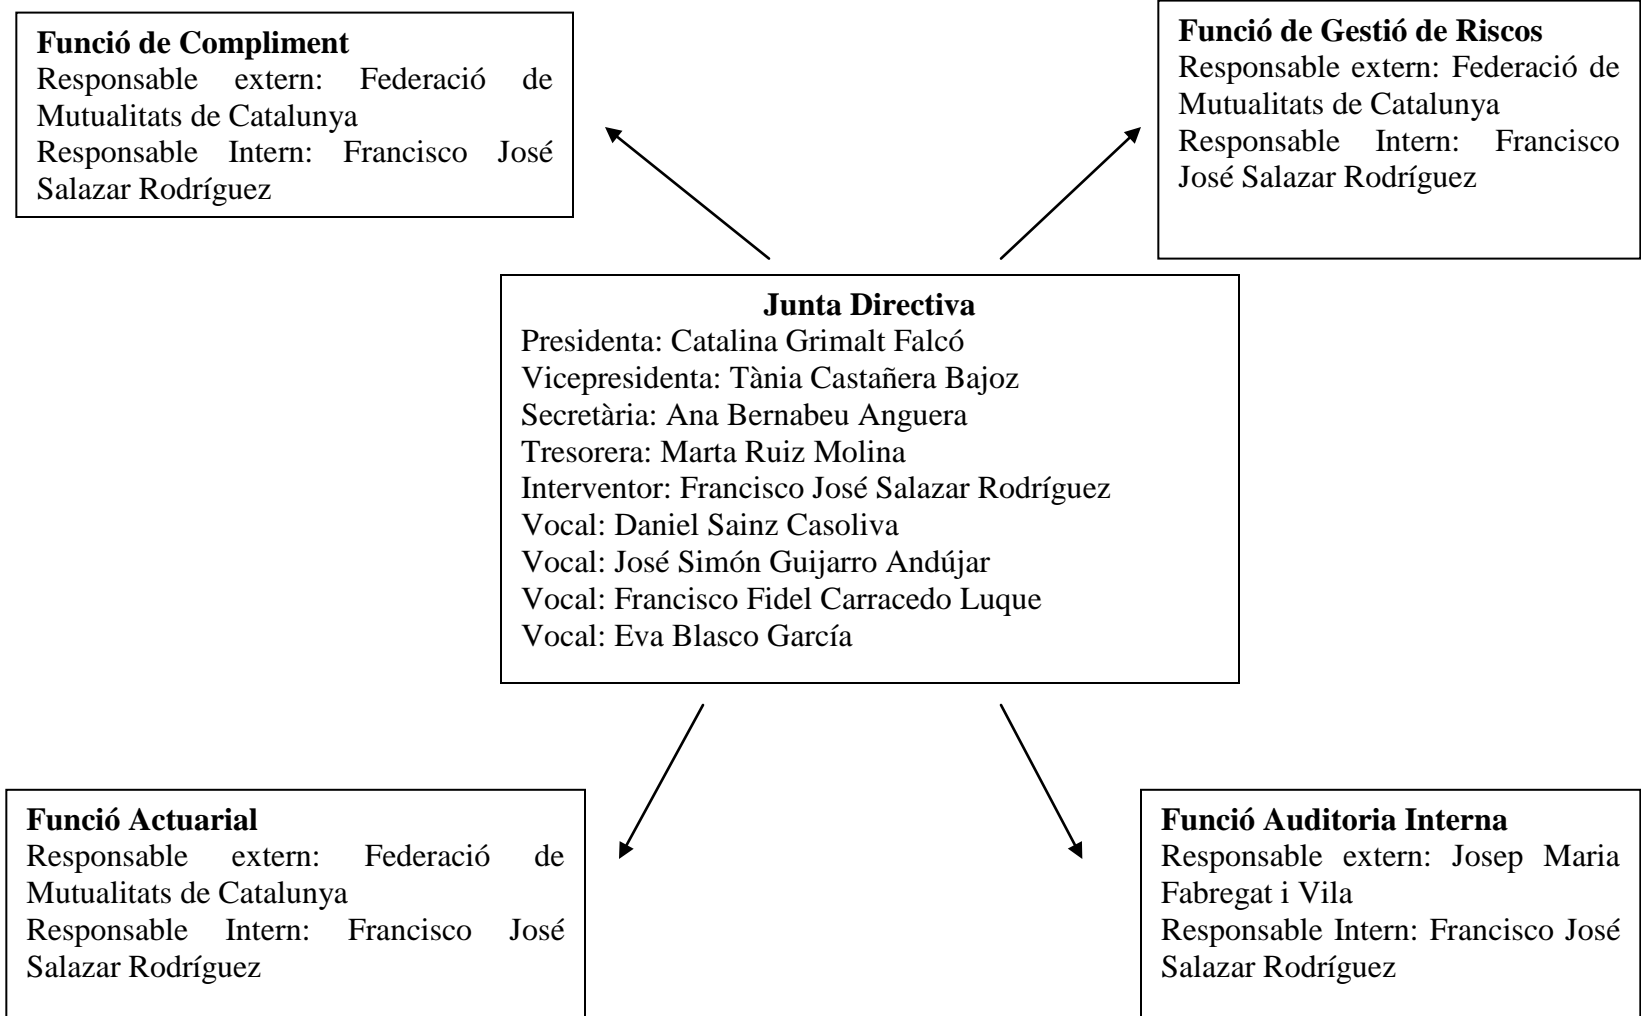 Funció de Compliment
Responsable extern: Federació de
Mutualitats de Catalunya
Responsable Intern: Francisco José
Salazar Rodríguez
Funció de Gestió de Riscos
Responsable extern: Federació de
Mutualitats de Catalunya
Responsable Intern: Francisco
José Salazar Rodríguez
Junta Directiva
Presidenta: Catalina Grimalt Falcó
Vicepresidenta: Tània Castañera Bajoz
Secretària: Ana Bernabeu Anguera
Tresorera: Marta Ruiz Molina
Interventor: Francisco José Salazar Rodríguez
Vocal: Daniel Sainz Casoliva
Vocal: José Simón Guijarro Andújar
Vocal: Francisco Fidel Carracedo Luque
Vocal: Eva Blasco García
Funció Actuarial
Responsable extern: Federació de
Mutualitats de Catalunya
Responsable Intern: Francisco José
Salazar Rodríguez
Funció Auditoria Interna
Responsable extern: Josep Maria
Fabregat i Vila
Responsable Intern: Francisco José
Salazar Rodríguez